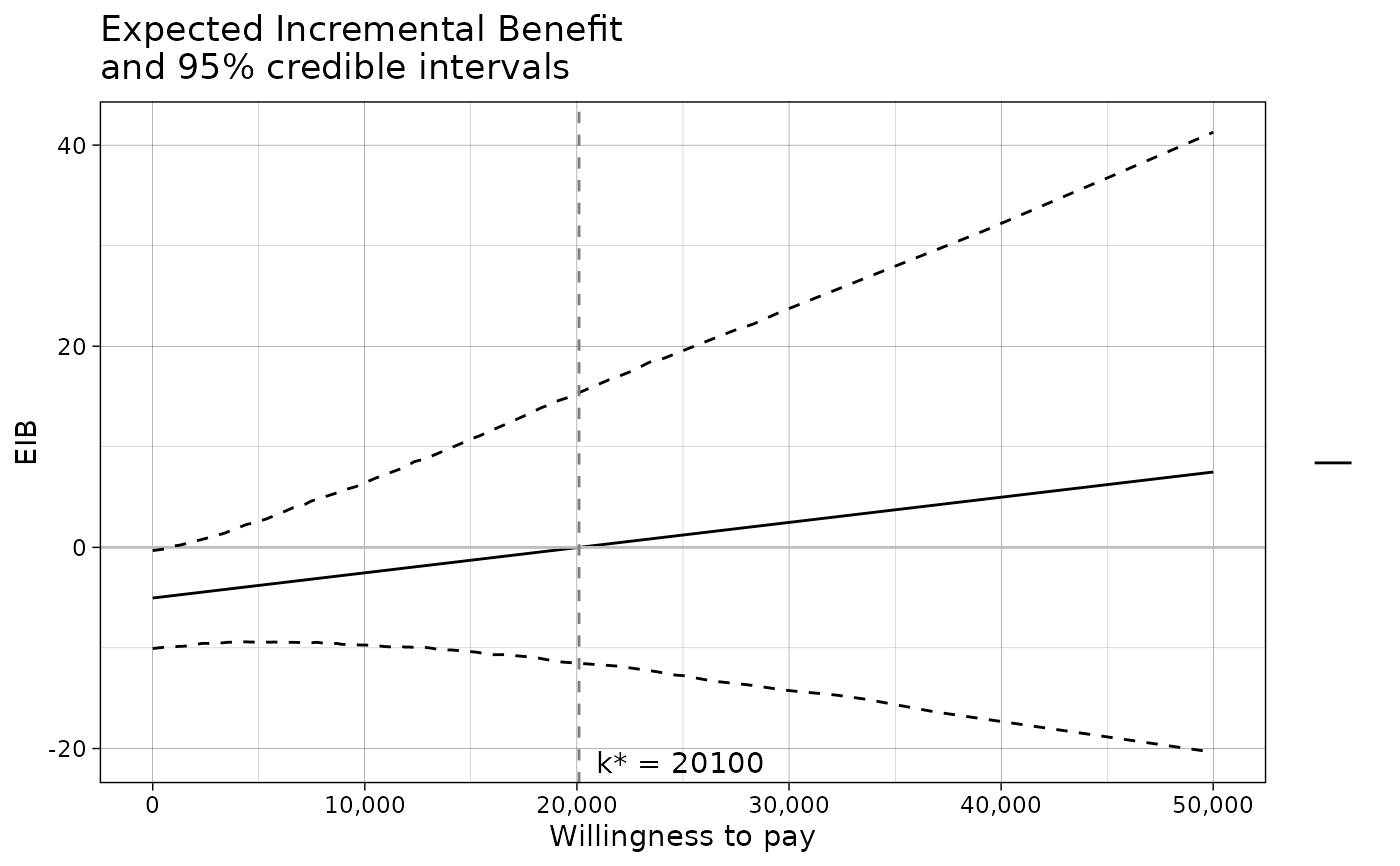 Expected Incremental Benefit
and 95% credible intervals
40
20
0
-20
EIB
k* = 20100
0 10,000 20,000 30,000 40,000 50,000
Willingness to pay